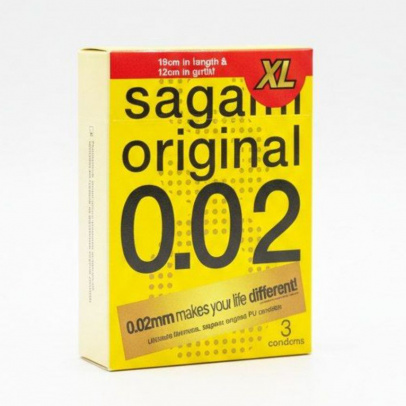 19cm in length &
12cm in girth!
XL
sagami
original
0.02
0.02mm makes your life different!
3
condoms